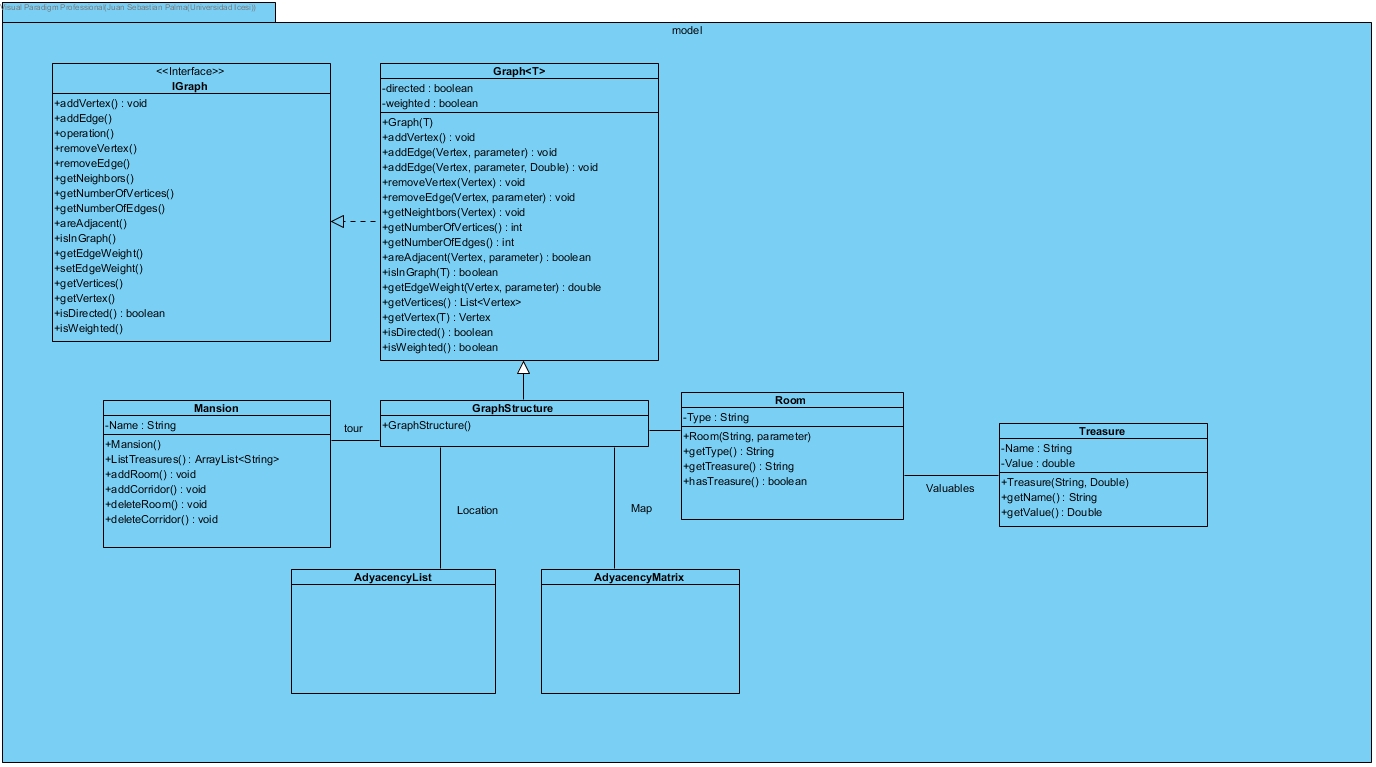 Visual Paradigm Professional(Juan Sebastian Palma(Universidad Icesi))
model
<<Interface>>
IGraph
+addVertex() : void
+addEdge()
+operation()
+removeVertex()
+removeEdge()
+getNeighbors()
+getNumberOfVertices()
+getNumberOfEdges()
+areAdjacent()
+isInGraph()
+getEdgeWeight()
+setEdgeWeight()
+getVertices()
+getVertex()
+isDirected() : boolean
+isWeighted()
Graph<T>
-directed : boolean
-weighted : boolean
+Graph(T)
+addVertex() : void
+addEdge(Vertex, parameter) : void
+addEdge(Vertex, parameter, Double) : void
+removeVertex(Vertex) : void
+removeEdge(Vertex, parameter) : void
+getNeightbors(Vertex) : void
+getNumberOfVertices() : int
+getNumberOfEdges() : int
+areAdjacent(Vertex, parameter) : boolean
+isInGraph(T) : boolean
+getEdgeWeight(Vertex, parameter) : double
+getVertices() : List<Vertex>
+getVertex(T) : Vertex
+isDirected() : boolean
+isWeighted() : boolean
Mansion
-Name : String
+Mansion()
+ListTreasures() : ArrayList<String>
+addRoom() : void
+addCorridor() : void
+deleteRoom() : void
+deleteCorridor() : void
tour
GraphStructure
+GraphStructure()
Room
-Type : String
+Room(String, parameter)
+getType() : String
+getTreasure() : String
+hasTreasure() : boolean
Valuables
Treasure
-Name : String
-Value : double
+Treasure(String, Double)
+getName() : String
+getValue() : Double
Location
Map
AdyacencyList
AdyacencyMatrix